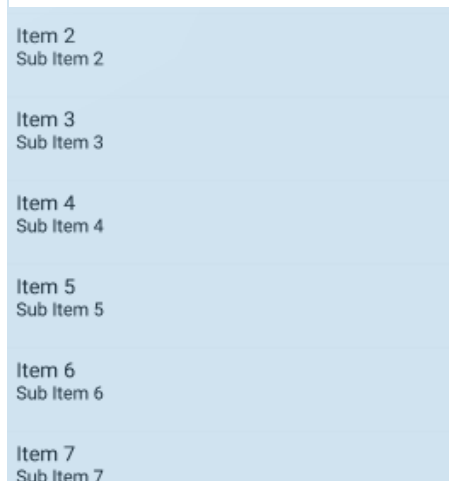 Item 2
Sub Item 2
Item 3
Sub Item 3
Item 4
Sub Item 4
Item 5
Sub Item 5
Item 6
Sub Item 6
Item 7
Sub Item 7